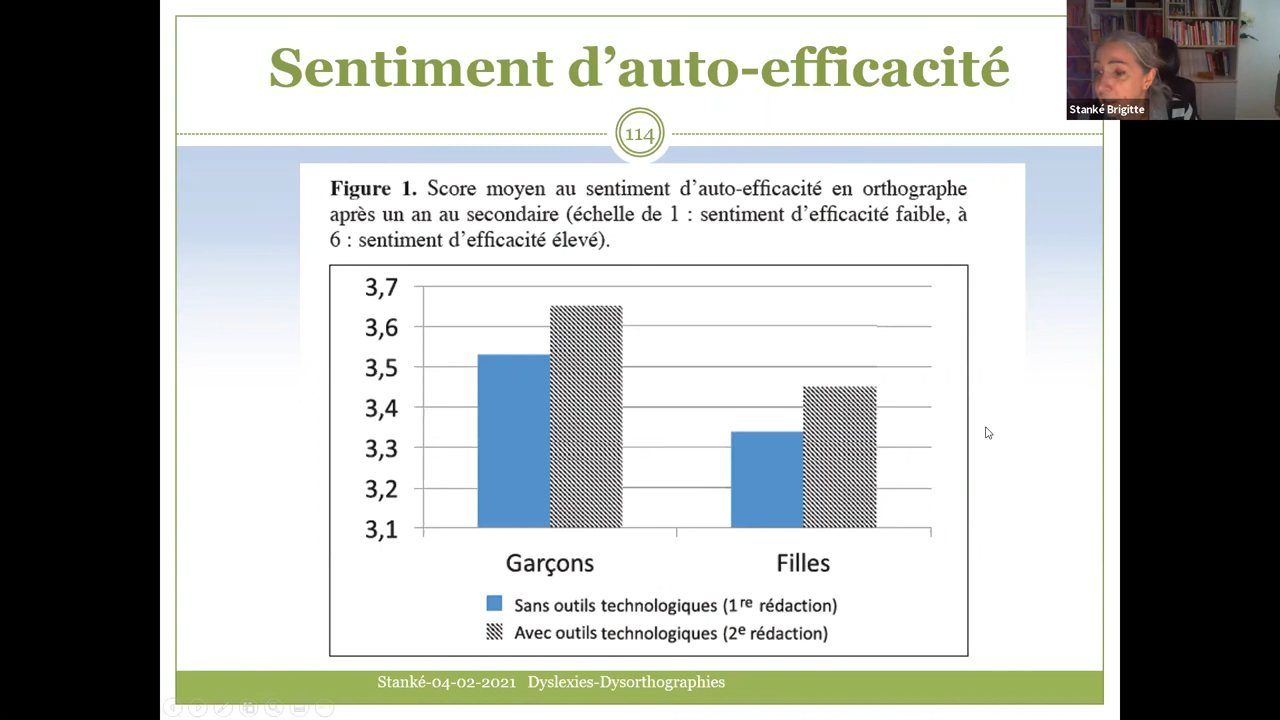 Sentiment d’auto-efficacité
Stanké Brigitte
114
Figure 1. Score moyen au sentiment d’auto-efficacité en orthographe
après un an au secondaire (échelle de 1 : sentiment d’efficacité faible, à
6 : sentiment d’efficacité élevé).
3,7
3,6
3,5
3,4
3,3
3,2
3,1
Garçons Filles
Sans outils technologiques (1re rédaction)
Avec outils technologiques (2e rédaction)
Stanké-04-02-2021 Dyslexies-Dysorthographies